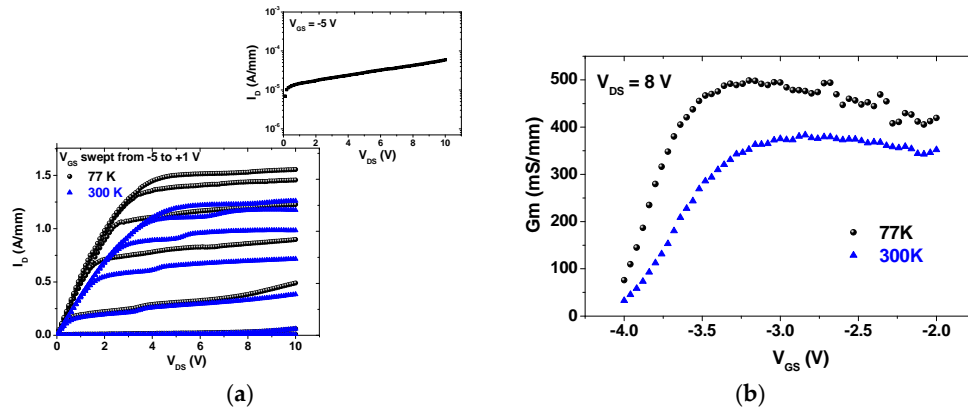 V_GS = -5 V
I_D (A/mm)
10^-3
10^-4
10^-5
10^-6
10^-7
0 2 4 6 8 10
V_DS (V)
V_GS swept from -5 to +1 V
77 K
300 K
I_D (A/mm)
1.5
1.0
0.5
0.0
0 2 4 6 8 10
V_DS (V)
(a)
V_DS = 8 V
Gm (mS/mm)
500
400
300
200
100
0
77K
300K
-4.0 -3.5 -3.0 -2.5 -2.0
V_GS (V)
(b)